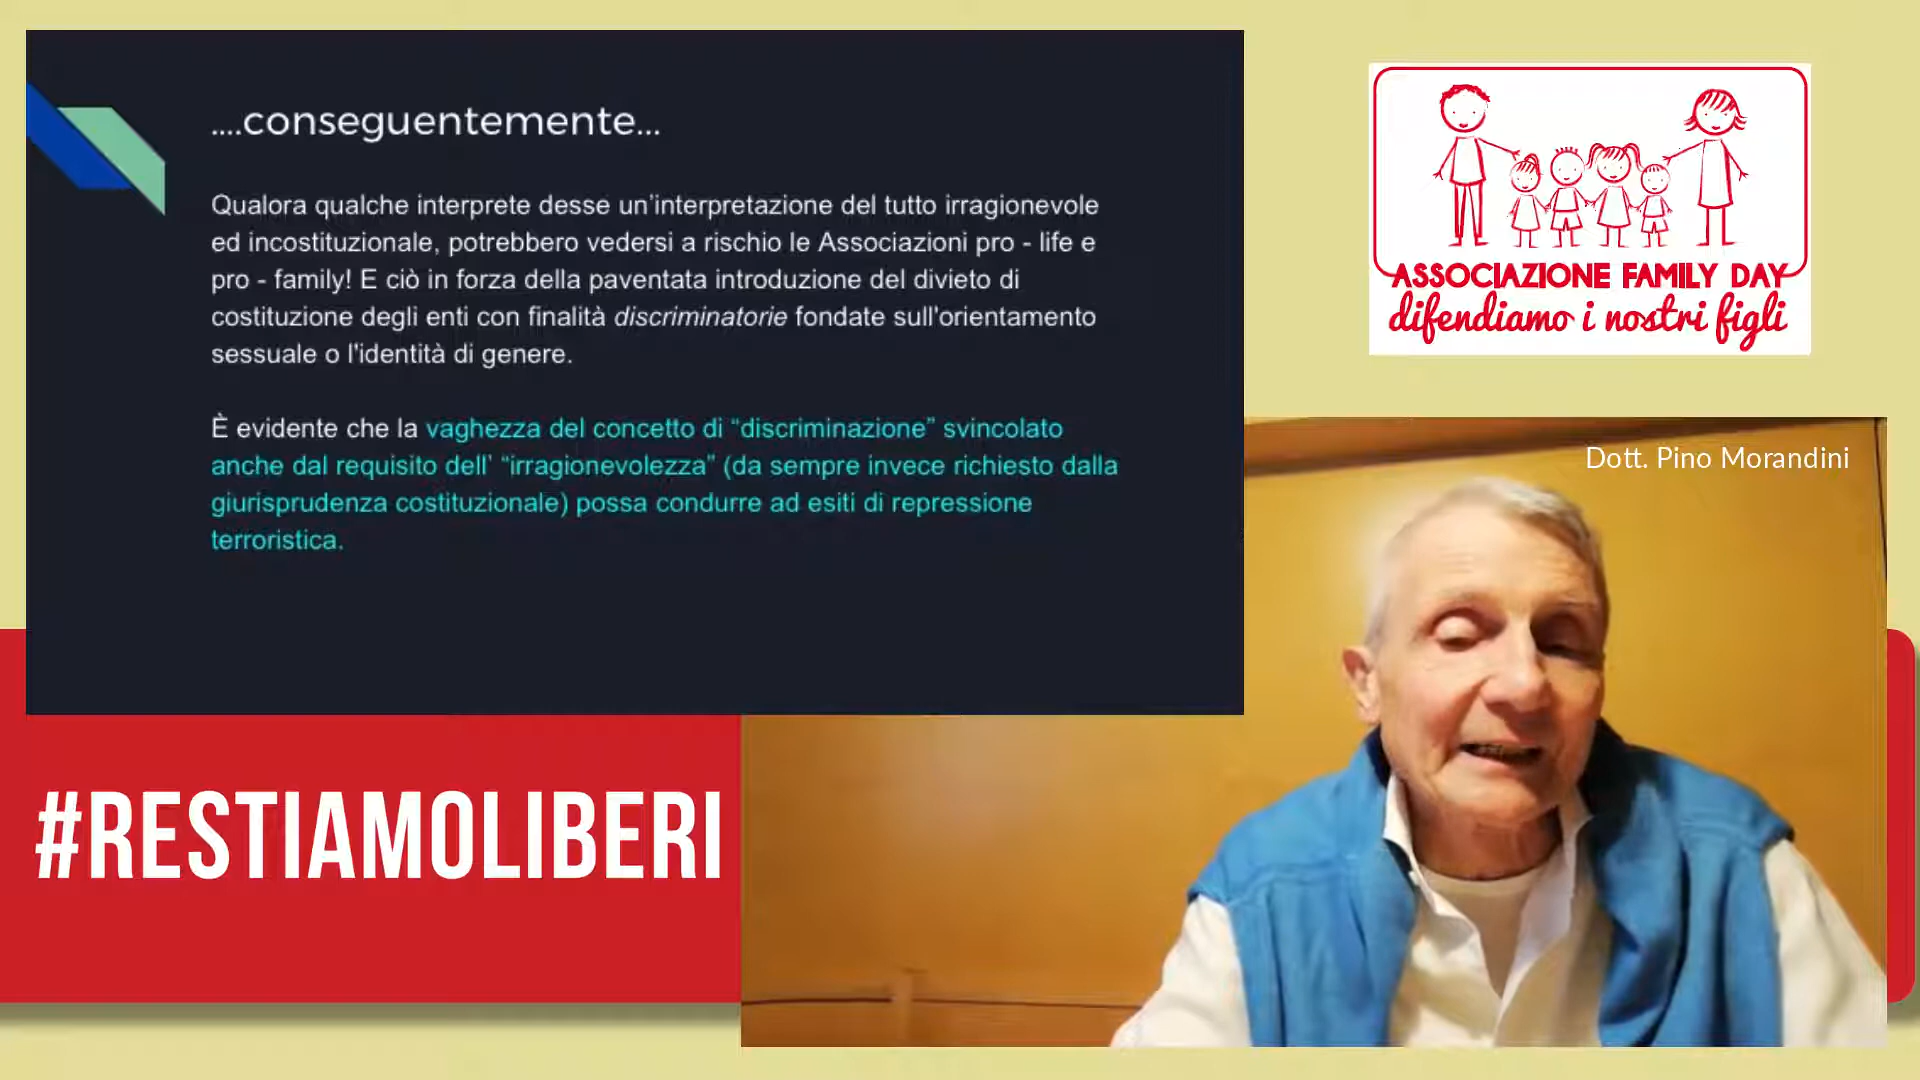 ....conseguentemente...
Qualora qualche interprete desse un'interpretazione del tutto irragionevole
ed incostituzionale, potrebbero vedersi a rischio le Associazioni pro - life e
pro - family! E ciò in forza della paventata introduzione del divieto di
costituzione degli enti con finalità discriminatorie fondate sull'orientamento
sessuale o l'identità di genere.
È evidente che la vaghezza del concetto di “discriminazione” svincolato
anche dal requisito dell’ “irragionevolezza” (da sempre invece richiesto dalla
giurisprudenza costituzionale) possa condurre ad esiti di repressione
terroristica.
ASSOCIAZIONE FAMILY DAY
difendiamo i nostri figli
Dott. Pino Morandini
#RESTIAMOLIBERI